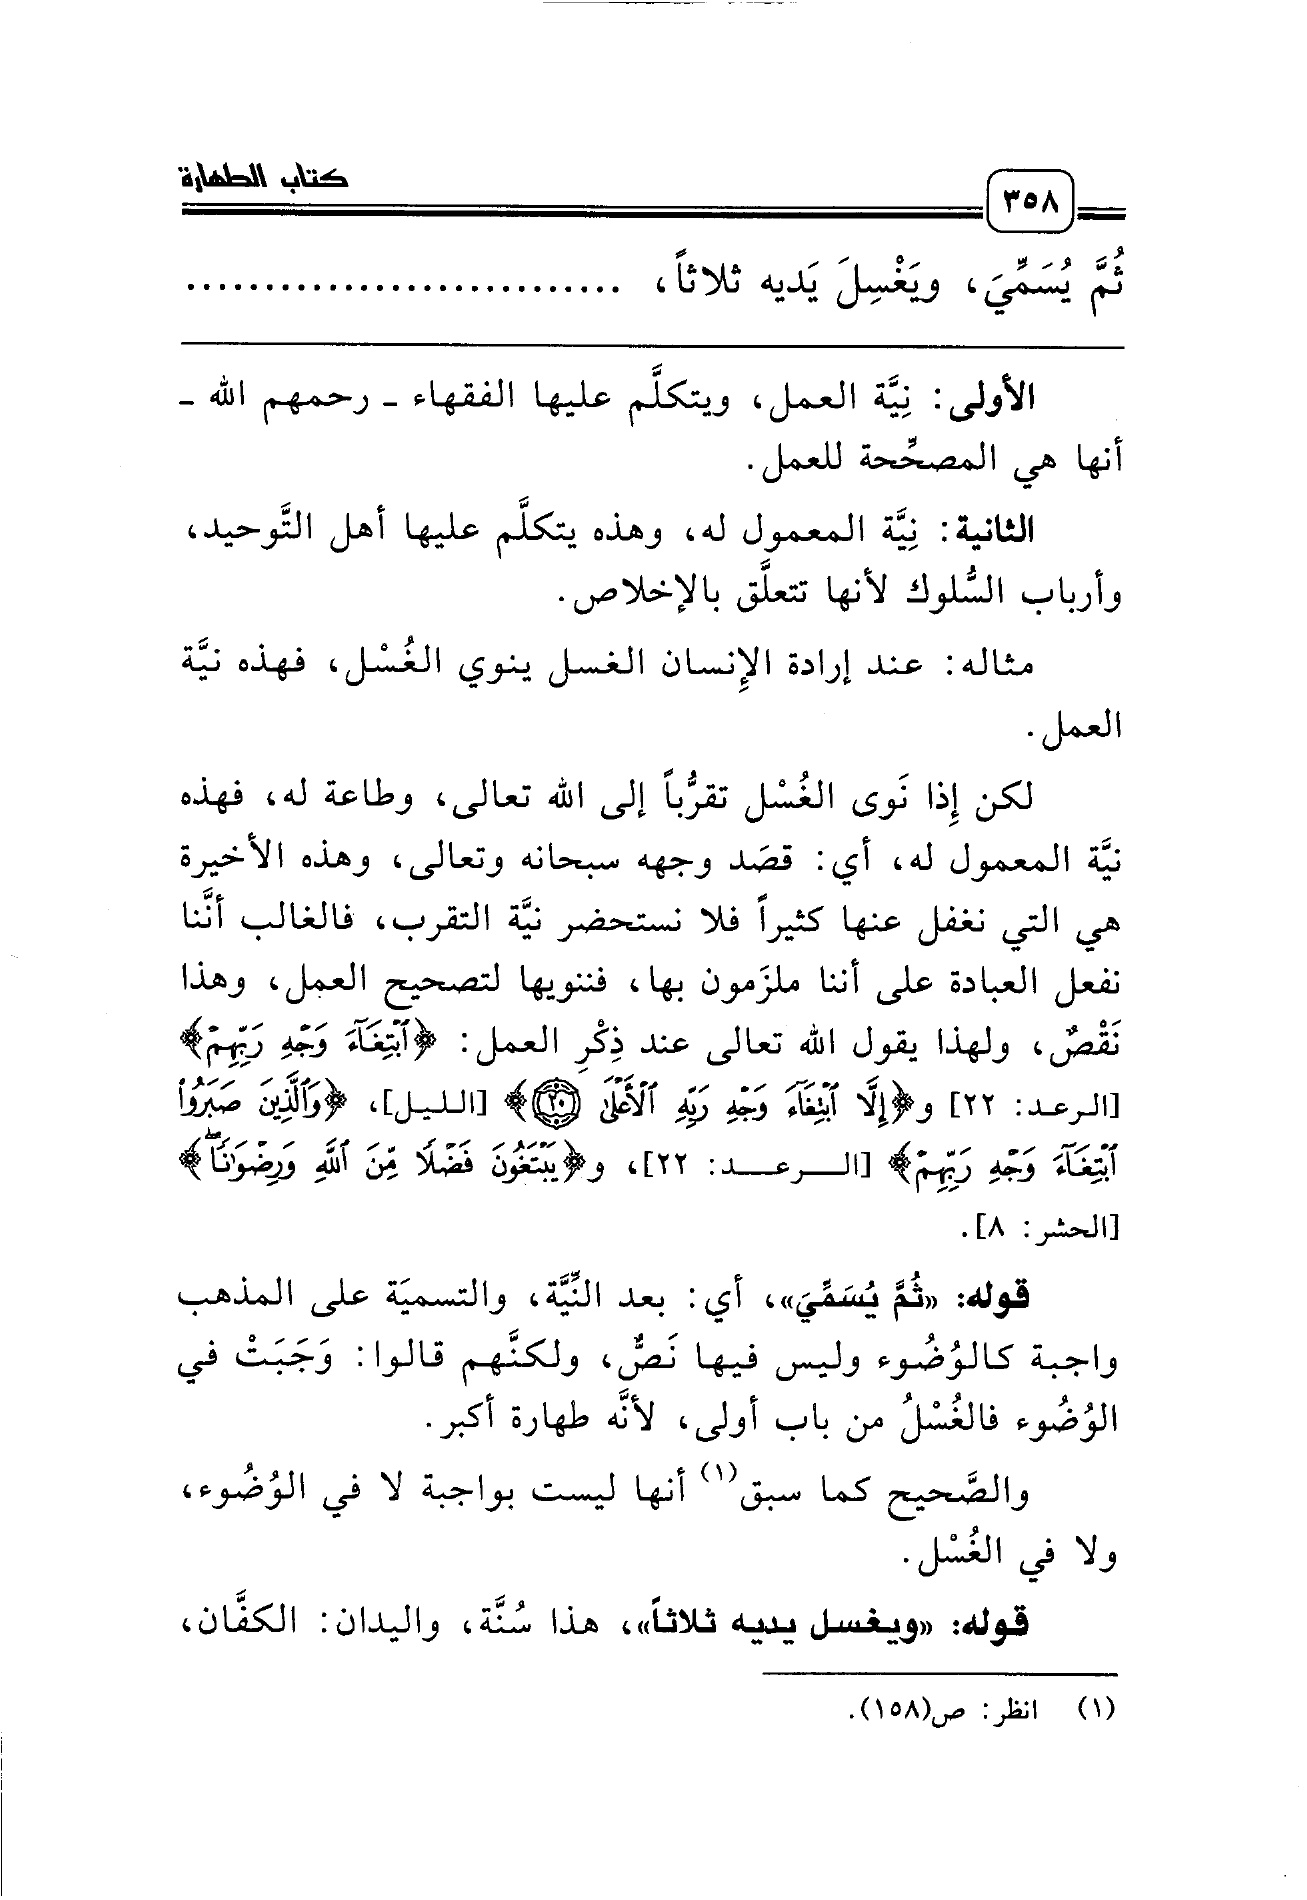 كتاب الطهارة
٣٥٨
ثُمَّ يُسَمِّيَ، ويَغْسِلَ يَديه ثلاثاً، ............................
الأولى: نِيَّة العمل، ويتكلَّم عليها الفقهاء ـ رحمهم الله ـ
أنها هي المصحِّحة للعمل.
الثانية: نِيَّة المعمول له، وهذه يتكلَّم عليها أهل التَّوحيد،
وأرباب السُّلوك لأنها تتعلَّق بالإخلاص.
مثاله: عند إرادة الإِنسان الغسل ينوي الغُسْل، فهذه نيَّة
العمل.
لكن إِذا نَوى الغُسْل تقرُّباً إلى الله تعالى، وطاعة له، فهذه
نيَّة المعمول له، أي: قصَد وجهه سبحانه وتعالى، وهذه الأخيرة
هي التي نغفل عنها كثيراً فلا نستحضر نيَّة التقرب، فالغالب أنَّنا
نفعل العبادة على أننا ملزَمون بها، فننويها لتصحيح العمل، وهذا
نَقْصٌ، ولهذا يقول الله تعالى عند ذِكْرِ العمل: ﴿ٱبْتِغَآءَ وَجْهِ رَبِّهِمْ﴾
[الرعد: ٢٢] و﴿إِلَّا ٱبْتِغَآءَ وَجْهِ رَبِّهِ ٱلْأَعْلَىٰ ٢٠﴾ [الليل]، ﴿وَٱلَّذِينَ صَبَرُوا۟
ٱبْتِغَآءَ وَجْهِ رَبِّهِمْ﴾ [الرعد: ٢٢]، و﴿يَبْتَغُونَ فَضْلًا مِّنَ ٱللَّهِ وَرِضْوَٰنًا ۖ﴾
[الحشر: ٨].
قوله: «ثُمَّ يُسَمِّيَ»، أي: بعد النِّيَّة، والتسميَة على المذهب
واجبة كالوُضُوء وليس فيها نَصٌّ، ولكنَّهم قالوا: وَجَبَتْ في
الوُضُوء فالغُسْلُ من باب أولى، لأنَّه طهارة أكبر.
والصَّحيح كما سبق(١) أنها ليست بواجبة لا في الوُضُوء،
ولا في الغُسْل.
قوله: «ويغسل يديه ثلاثاً»، هذا سُنَّة، واليدان: الكفَّان،
(١) انظر: ص(١٥٨).